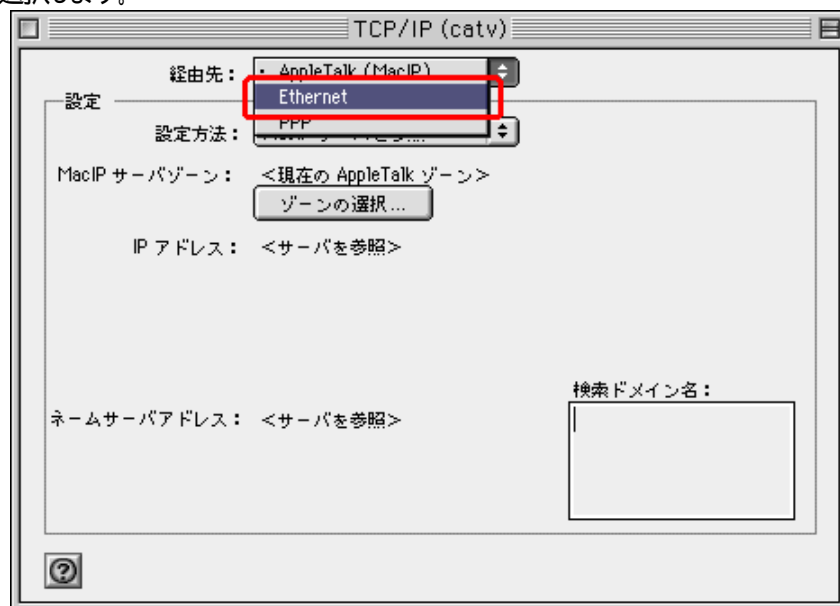 選択します。
TCP/IP (catv)
経由先： • AppleTalk (MacIP)
Ethernet
設定
PPP
設定方法：
MacIP サーバゾーン： <現在の AppleTalk ゾーン>
ゾーンの選択...
IP アドレス： <サーバを参照>
検索ドメイン名：
ネームサーバアドレス： <サーバを参照>